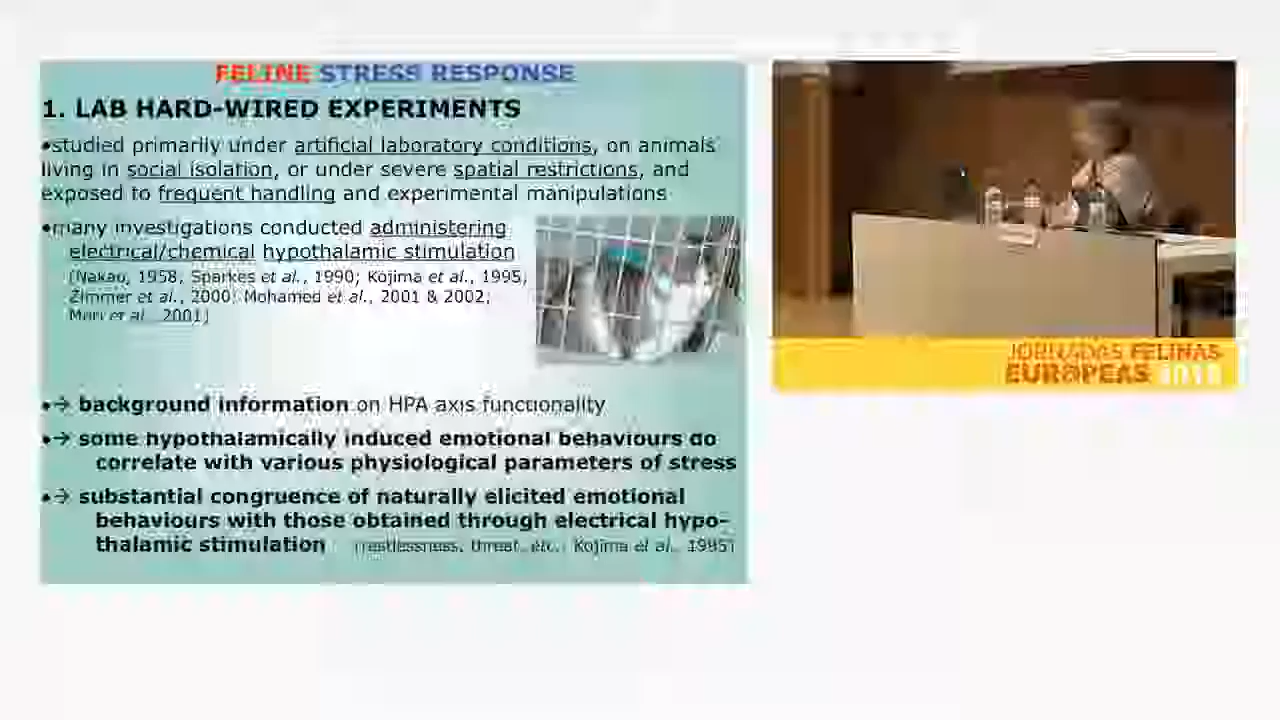 FELINE STRESS RESPONSE
1. LAB HARD-WIRED EXPERIMENTS
•studied primarily under artificial laboratory conditions, on animals
living in social isolation, or under severe spatial restrictions, and
exposed to frequent handling and experimental manipulations
•many investigations conducted administering
electrical/chemical hypothalamic stimulation
(Nakao, 1958, Sparkes et al., 1990; Kojima et al., 1995,
Zimmer et al., 2000; Mohamed et al., 2001 & 2002;
Mori et al., 2001)
•→ background information on HPA axis functionality
•→ some hypothalamically induced emotional behaviours do
correlate with various physiological parameters of stress
•→ substantial congruence of naturally elicited emotional
behaviours with those obtained through electrical hypo-
thalamic stimulation (restlessness, threat, etc.; Kojima et al., 1995)
JORNADAS FELINAS
EUROPEAS